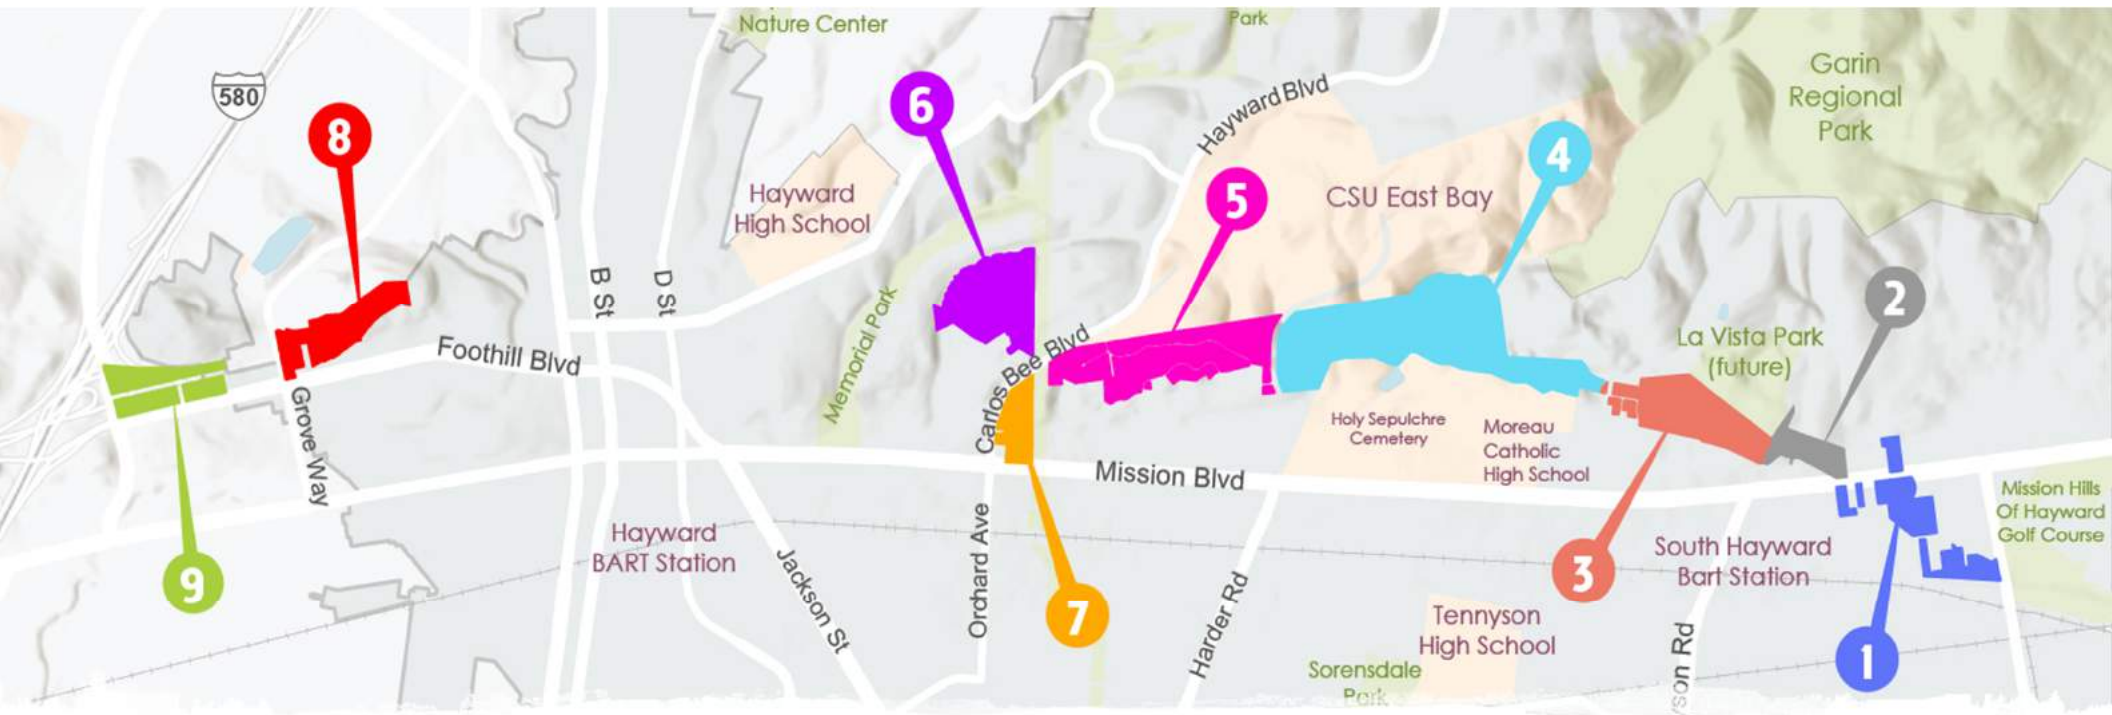 Nature Center
Park
580
8
6
Hayward Blvd
Garin
Regional
Park
4
5
CSU East Bay
Hayward
High School
2
B St
D St
Memorial Park
La Vista Park
(future)
Foothill Blvd
Carlos Bee Blvd
Grove Way
Holy Sepulchre
Cemetery
Moreau
Catholic
High School
Mission Blvd
Mission Hills
Of Hayward
Golf Course
Hayward
BART Station
Jackson St
Orchard Ave
Harder Rd
9
7
3
South Hayward
Bart Station
Tennyson
High School
1
Sorensdale
Park
son Rd